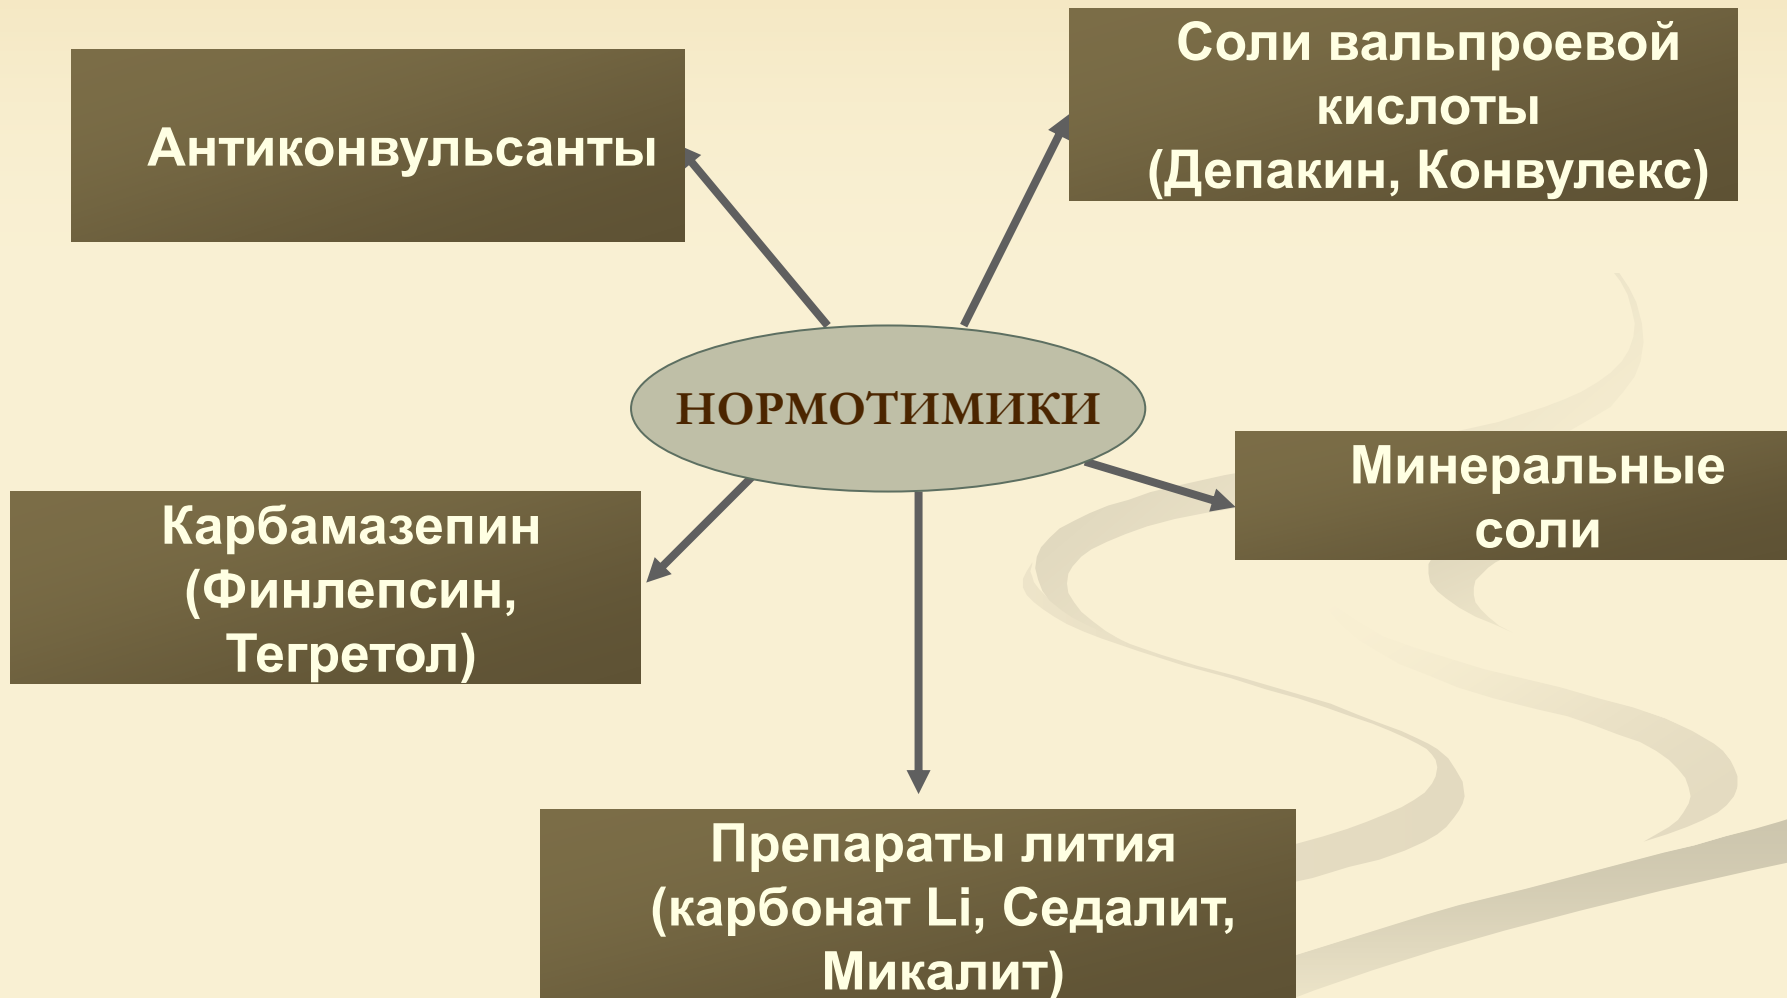 Антиконвульсанты
Соли вальпроевой
кислоты
(Депакин, Конвулекс)
НОРМОТИМИКИ
Минеральные
соли
Карбамазепин
(Финлепсин,
Тегретол)
Препараты лития
(карбонат Li, Седалит,
Микалит)